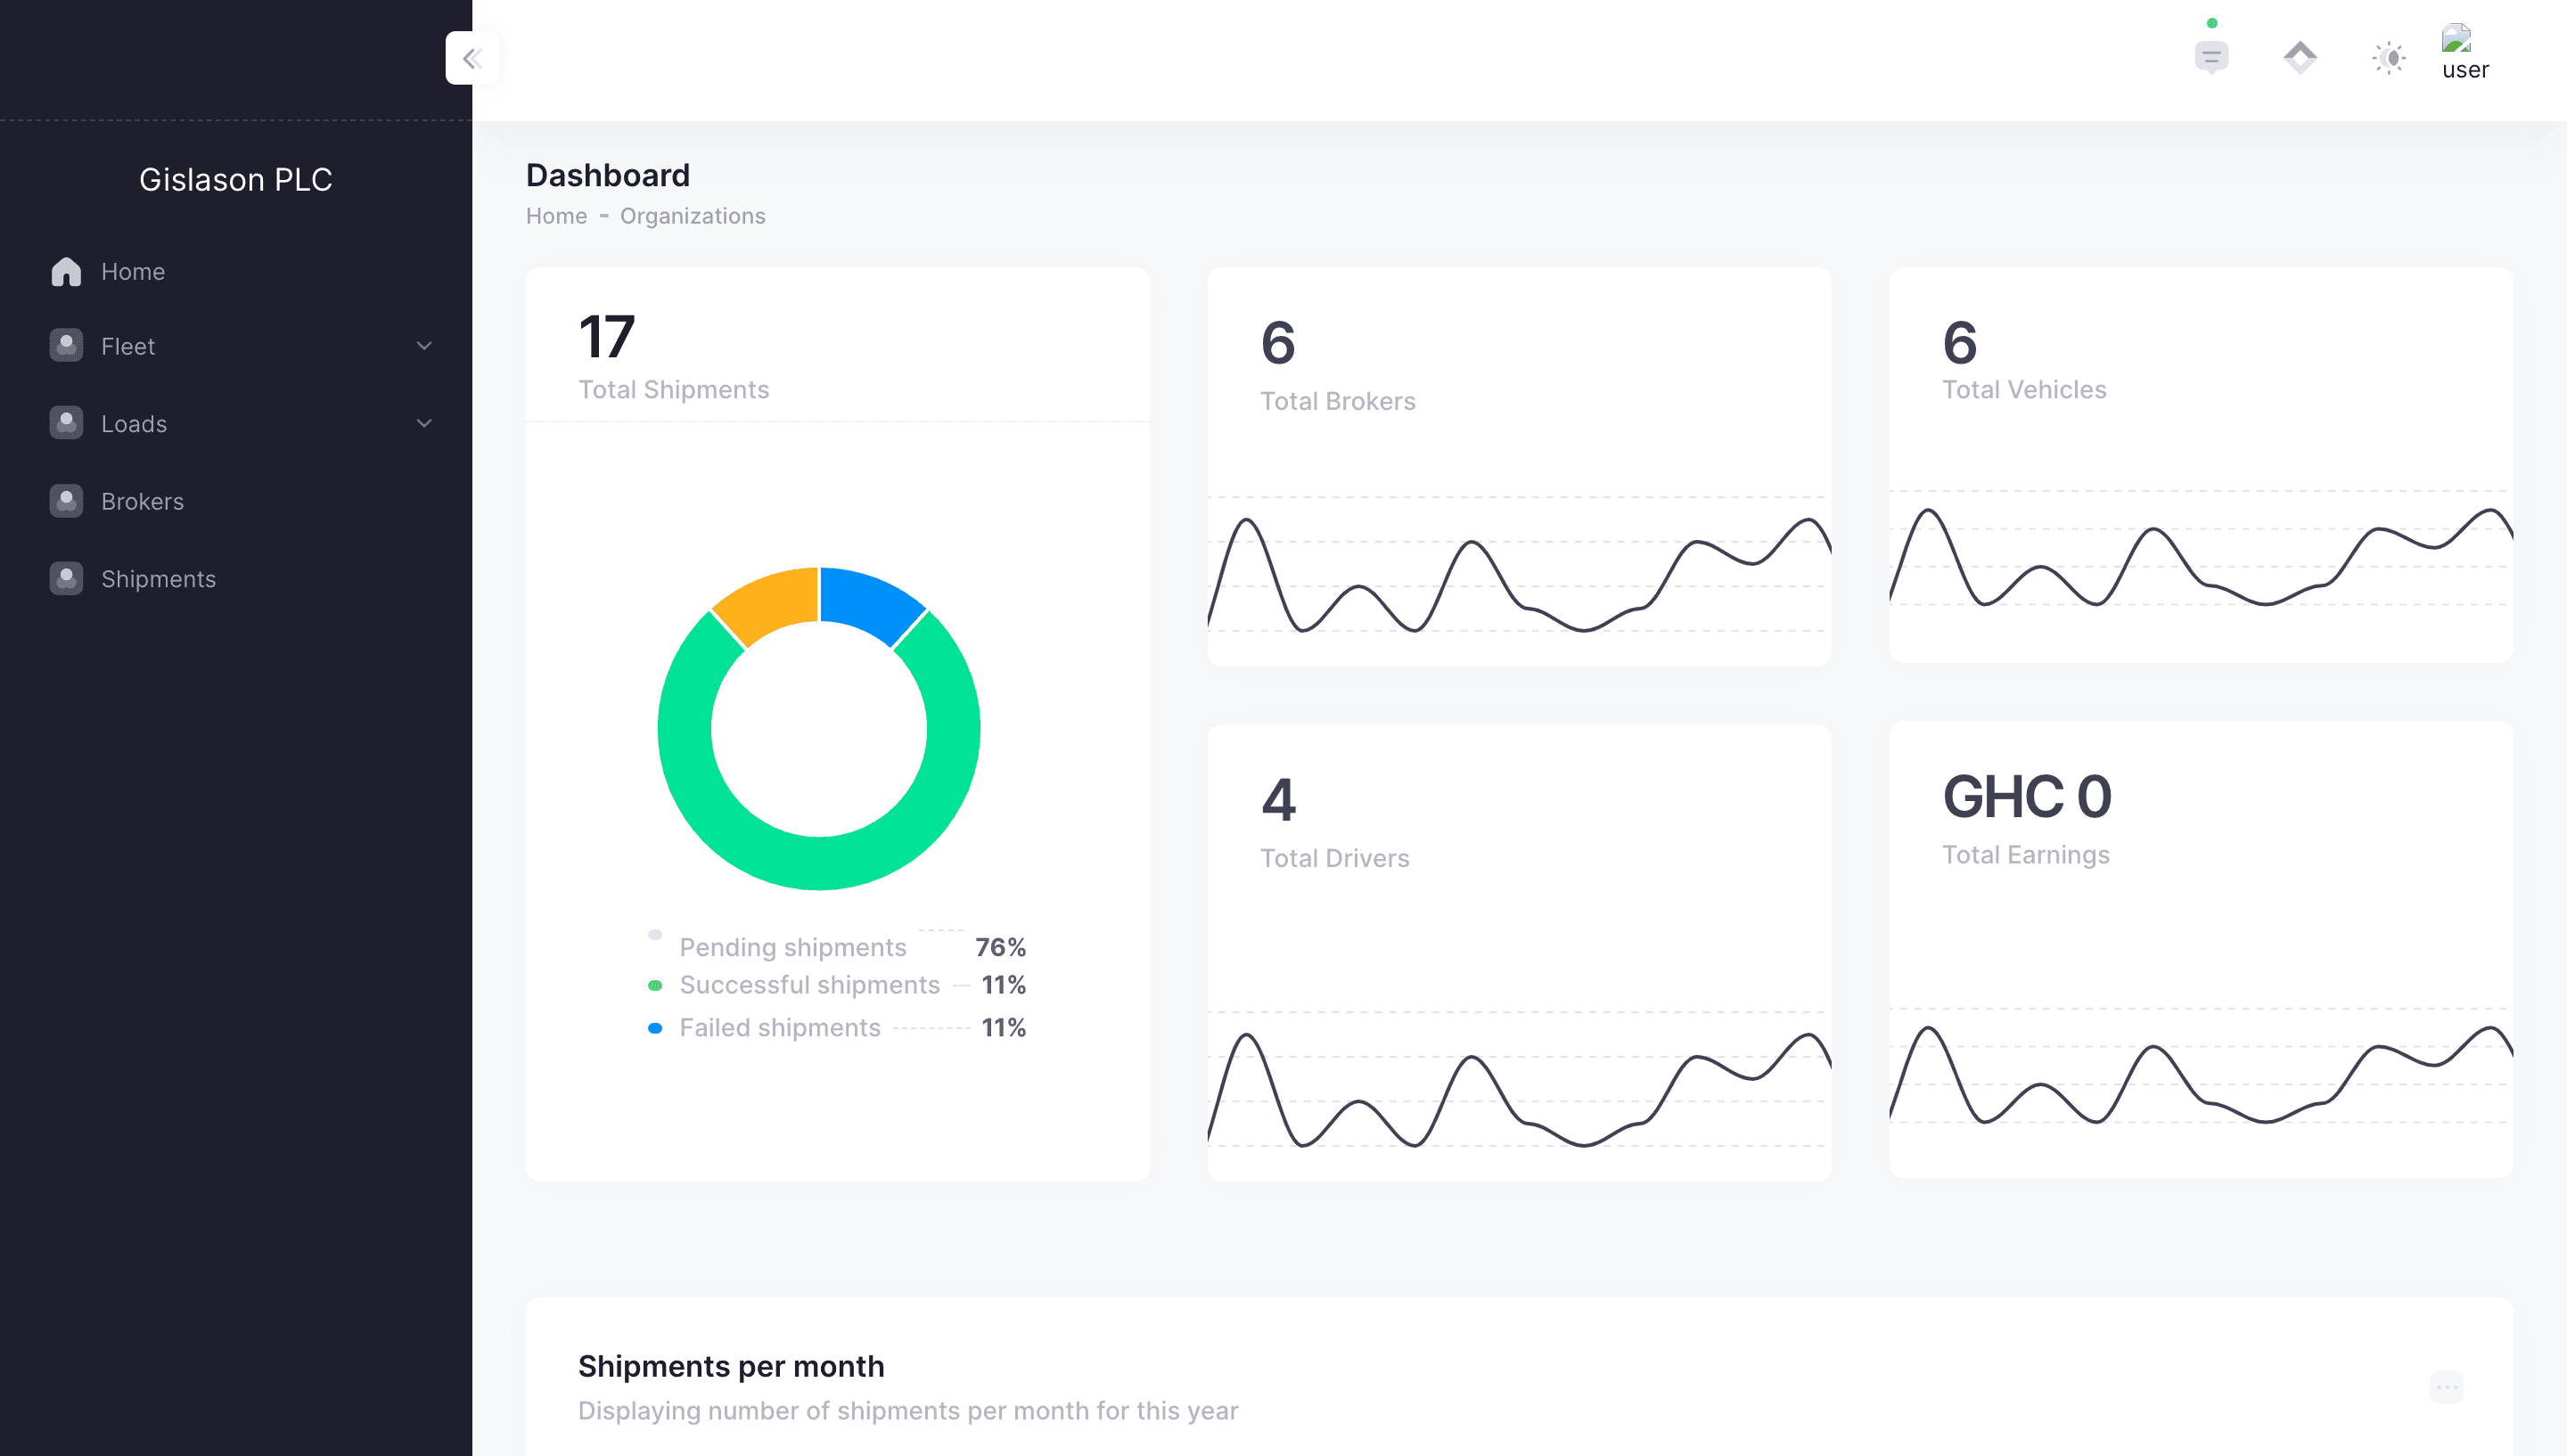 user
Gislason PLC
Home
Fleet
Loads
Brokers
Shipments
Dashboard
Home - Organizations
17
Total Shipments
Pending shipments 76%
Successful shipments 11%
Failed shipments 11%
6
Total Brokers
6
Total Vehicles
4
Total Drivers
GHC 0
Total Earnings
Shipments per month
Displaying number of shipments per month for this year